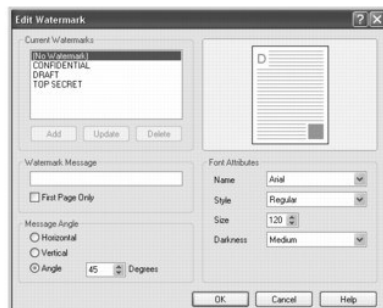 Edit Watermark
Current Watermarks
(No Watermark)
CONFIDENTIAL
DRAFT
TOP SECRET
Add Update Delete
D
Watermark Message
First Page Only
Message Angle
Horizontal
Vertical
Angle 45 Degrees
Font Attributes
Name Arial
Style Regular
Size 120
Darkness Medium
OK Cancel Help